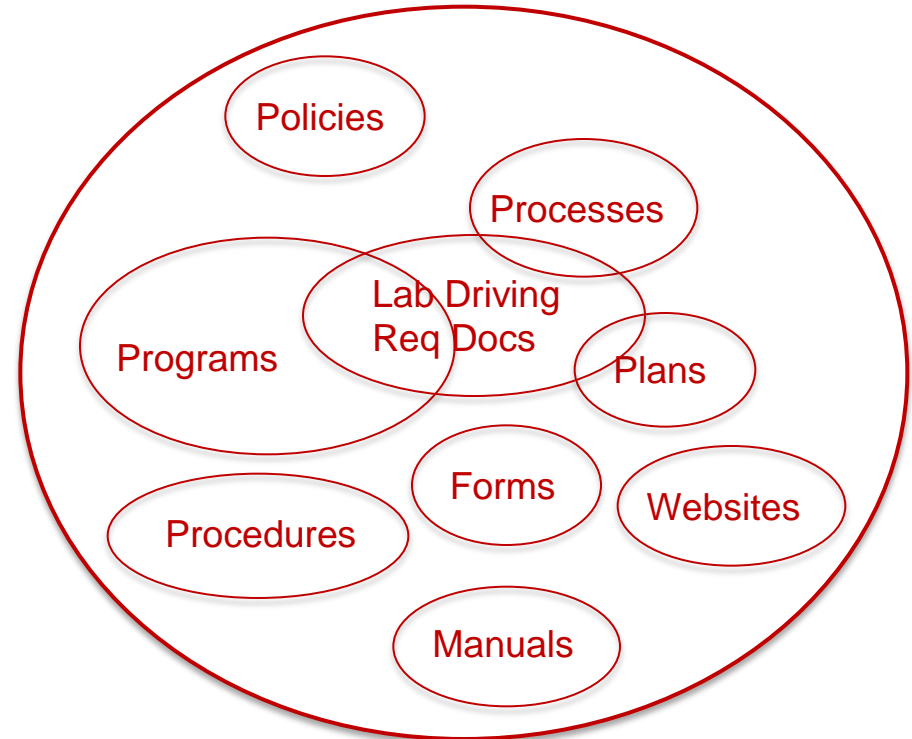 Policies
Processes
Lab Driving
Req Docs
Programs
Plans
Forms
Websites
Procedures
Manuals